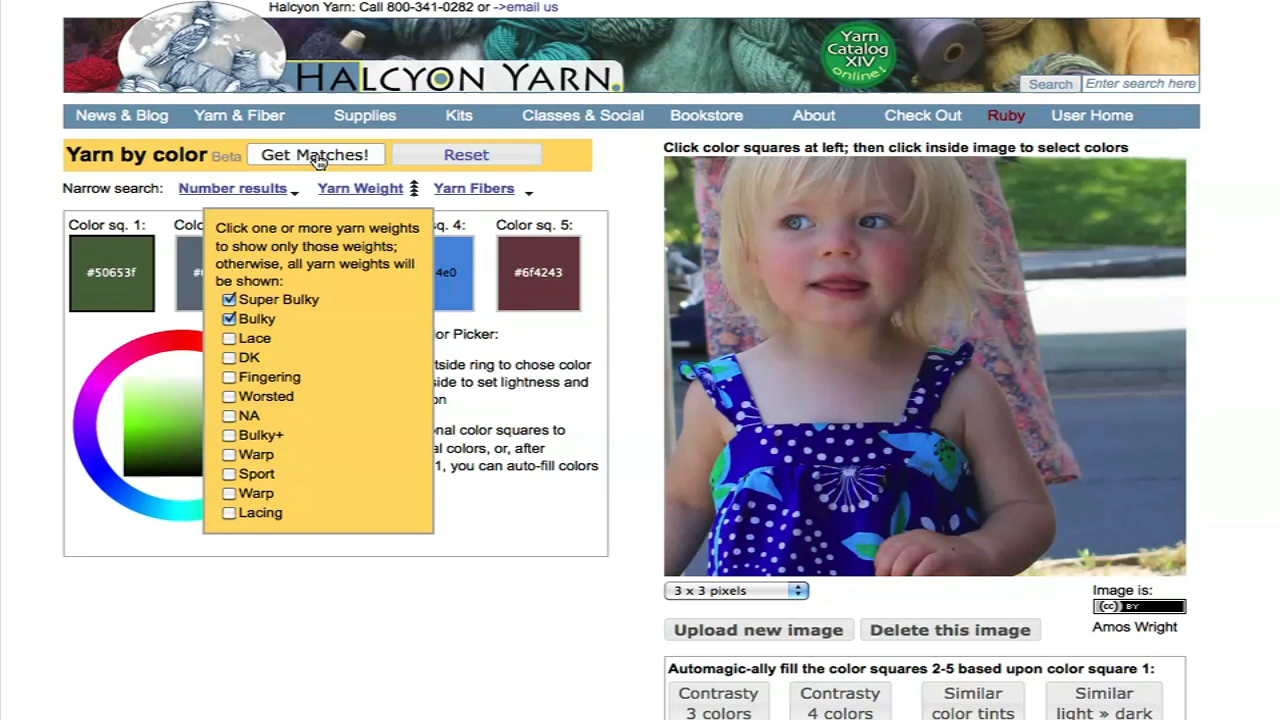 Halcyon Yarn: Call 800-341-0282 or ->email us
Yarn
Catalog
XIV
online!
HALCYON YARN.
Search
Enter search here
News & Blog
Yarn & Fiber
Supplies
Kits
Classes & Social
Bookstore
About
Check Out
Ruby
User Home
Yarn by color Beta
Get Matches!
Reset
Click color squares at left; then click inside image to select colors
Narrow search:
Number results
Yarn Weight
Yarn Fibers
Color sq. 1:
sq. 4:
Color sq. 5:
#50653f
4e0
#6f4243
Click one or more yarn weights
to show only those weights;
otherwise, all yarn weights will
be shown:
Super Bulky
Bulky
Lace
DK
Fingering
Worsted
NA
Bulky+
Warp
Sport
Warp
Lacing
or Picker:
tside ring to chose color
side to set lightness and
on
onal color squares to
al colors, or, after
1, you can auto-fill colors
3 x 3 pixels
Image is:
(cc) BY
Amos Wright
Upload new image
Delete this image
Automagic-ally fill the color squares 2-5 based upon color square 1:
Contrasty
3 colors
Contrasty
4 colors
Similar
color tints
Similar
light » dark